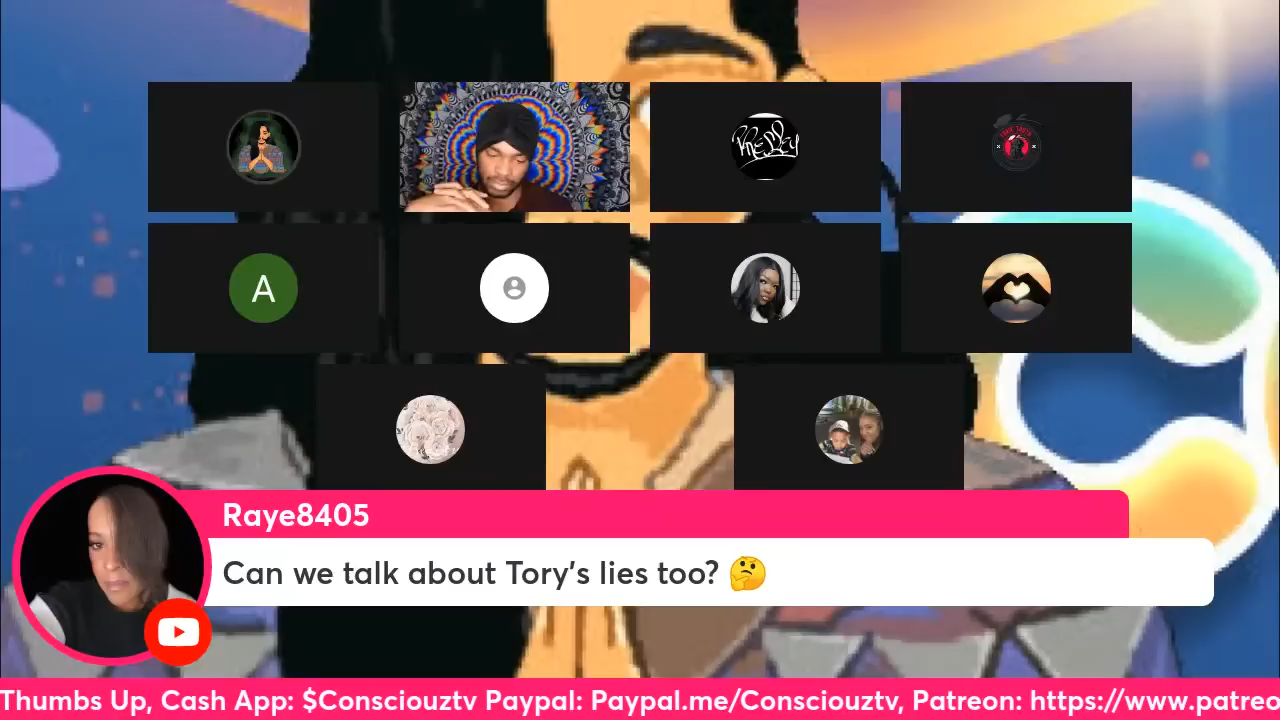 KRESLEY
A
Raye8405
Can we talk about Tory's lies too? 🤔
Thumbs Up, Cash App: $Consciouztv Paypal: Paypal.me/Consciouztv, Patreon: https://www.patreo